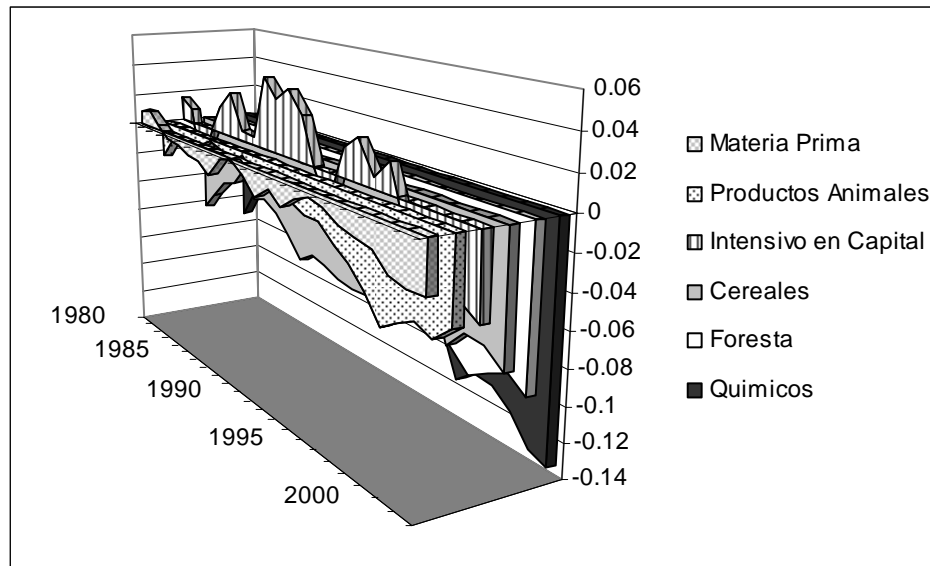 0.06
0.04
0.02
0
-0.02
-0.04
-0.06
-0.08
-0.1
-0.12
-0.14
1980
1985
1990
1995
2000
Materia Prima
Productos Animales
Intensivo en Capital
Cereales
Foresta
Quimicos